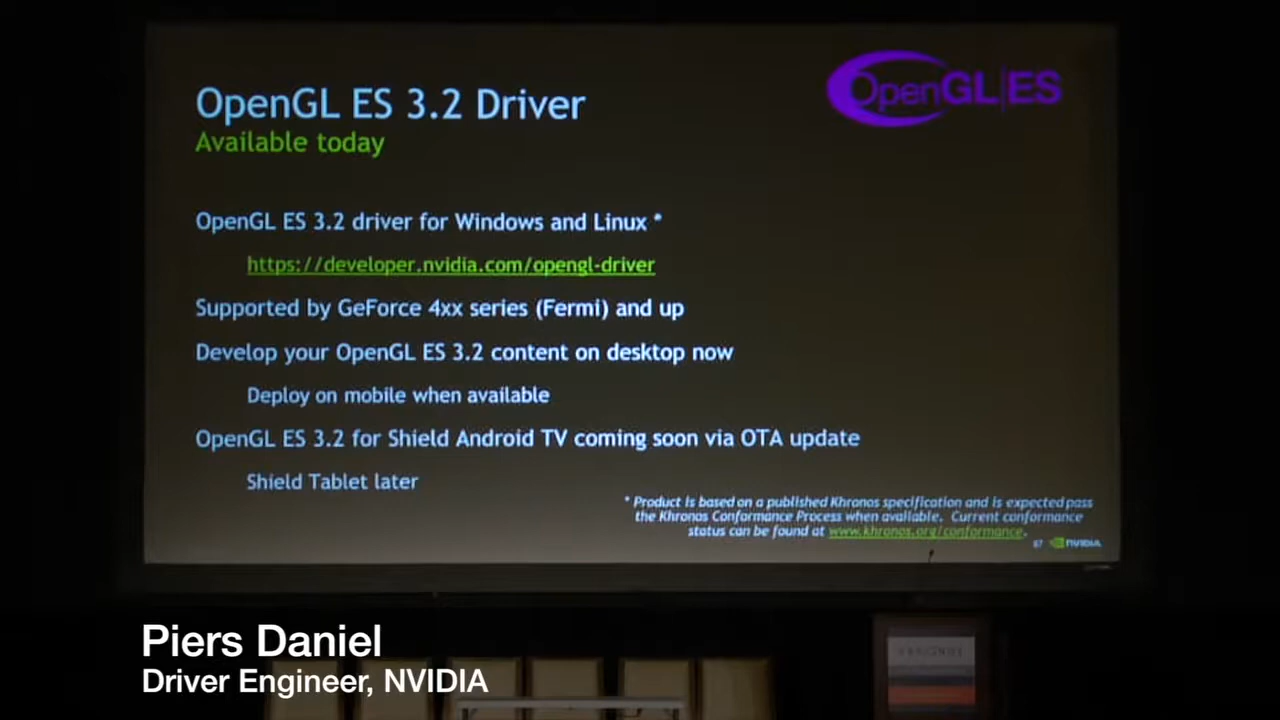 OpenGL|ES
OpenGL ES 3.2 Driver
Available today
OpenGL ES 3.2 driver for Windows and Linux *
https://developer.nvidia.com/opengl-driver
Supported by GeForce 4xx series (Fermi) and up
Develop your OpenGL ES 3.2 content on desktop now
Deploy on mobile when available
OpenGL ES 3.2 for Shield Android TV coming soon via OTA update
Shield Tablet later
* Product is based on a published Khronos specification and is expected pass
the Khronos Conformance Process when available. Current conformance
status can be found at www.khronos.org/conformance.
67 NVIDIA.
Piers Daniel
Driver Engineer, NVIDIA